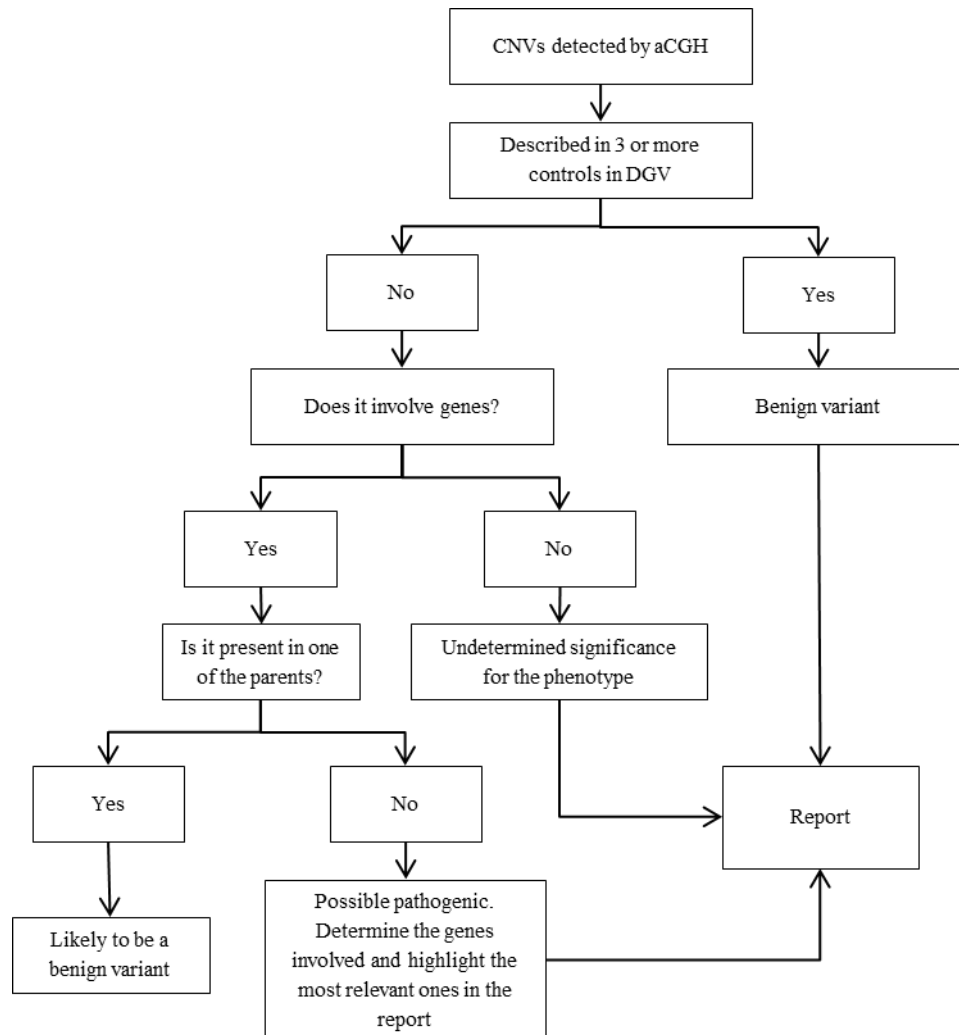 CNVs detected by aCGH
Described in 3 or more
controls in DGV
No
Yes
Does it involve genes?
Benign variant
Yes
No
Is it present in one
of the parents?
Undetermined significance
for the phenotype
Yes
No
Report
Likely to be a
benign variant
Possible pathogenic.
Determine the genes
involved and highlight the
most relevant ones in the
report